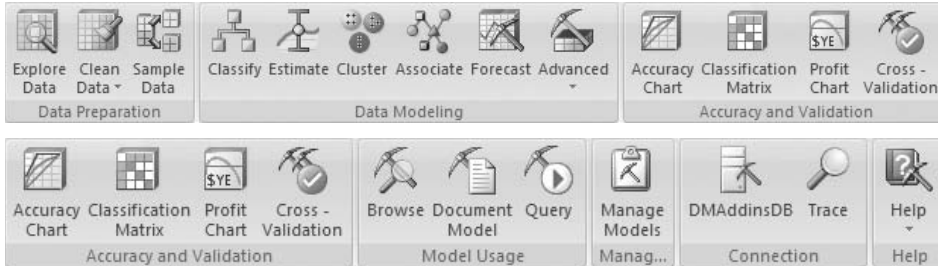 $YE
Explore Clean Sample Classify Estimate Cluster Associate Forecast Advanced Accuracy Classification Profit Cross -
Data Data Data Chart Matrix Chart Validation
Data Preparation Data Modeling Accuracy and Validation
$YE
Accuracy Classification Profit Cross - Browse Document Query Manage DMAddinsDB Trace Help
Chart Matrix Chart Validation Model Models
Accuracy and Validation Model Usage Manag... Connection Help